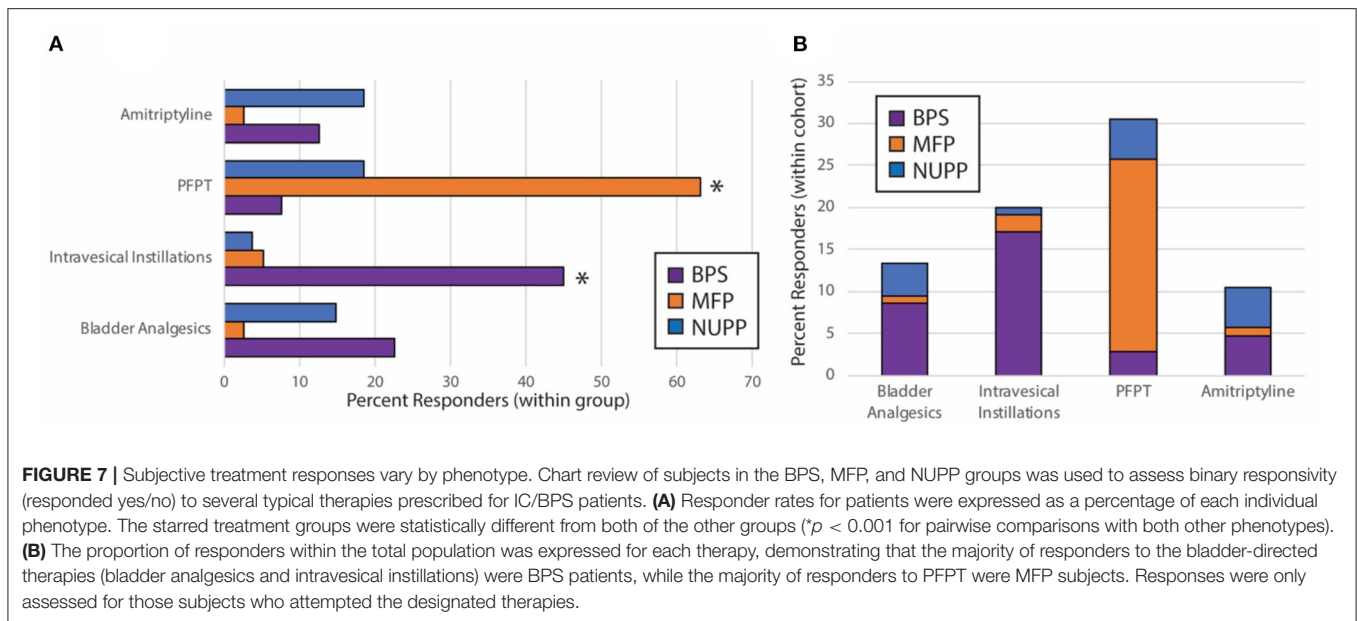 A
Amitriptyline
PFPT
*
Intravesical Instillations
*
Bladder Analgesics
BPS
MFP
NUPP
0 10 20 30 40 50 60 70
Percent Responders (within group)
B
35
30
25
20
15
10
5
0
Percent Responders (within cohort)
BPS
MFP
NUPP
Bladder
Analgesics
Intravesical
Instillations
PFPT
Amitriptyline
FIGURE 7 | Subjective treatment responses vary by phenotype. Chart review of subjects in the BPS, MFP, and NUPP groups was used to assess binary responsivity
(responded yes/no) to several typical therapies prescribed for IC/BPS patients. (A) Responder rates for patients were expressed as a percentage of each individual
phenotype. The starred treatment groups were statistically different from both of the other groups (*p < 0.001 for pairwise comparisons with both other phenotypes).
(B) The proportion of responders within the total population was expressed for each therapy, demonstrating that the majority of responders to the bladder-directed
therapies (bladder analgesics and intravesical instillations) were BPS patients, while the majority of responders to PFPT were MFP subjects. Responses were only
assessed for those subjects who attempted the designated therapies.